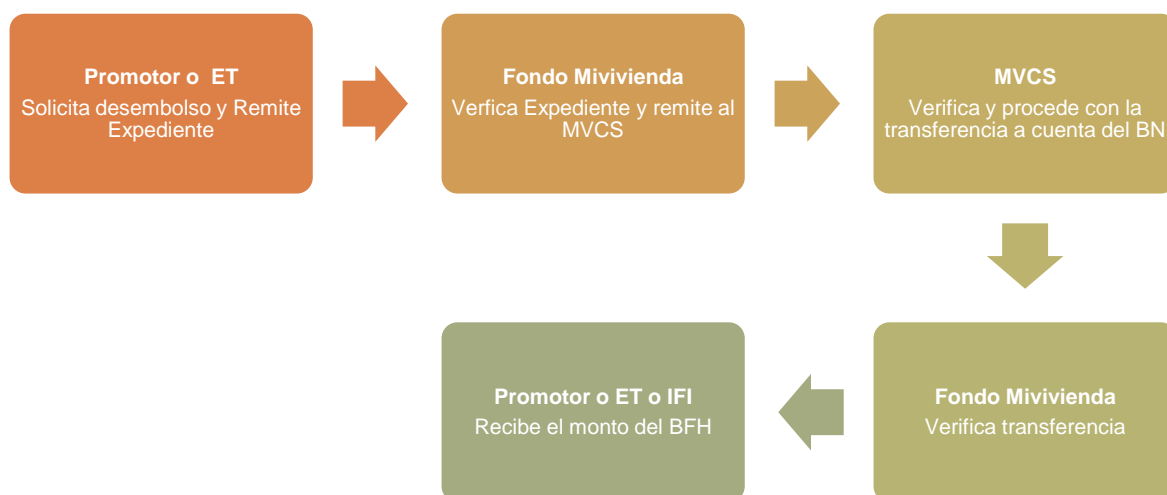 Promotor o ET
Solicita desembolso y Remite
Expediente
Fondo Mivivienda
Verfica Expediente y remite al
MVCS
MVCS
Verifica y procede con la
transferencia a cuenta del BN
Promotor o ET o IFI
Recibe el monto del BFH
Fondo Mivivienda
Verifica transferencia